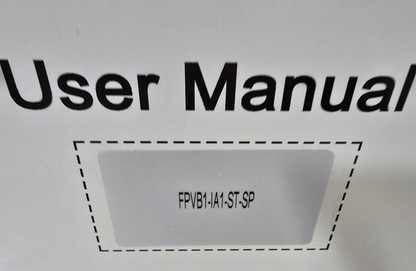 User Manual
FPVB1-IA1-ST-SP